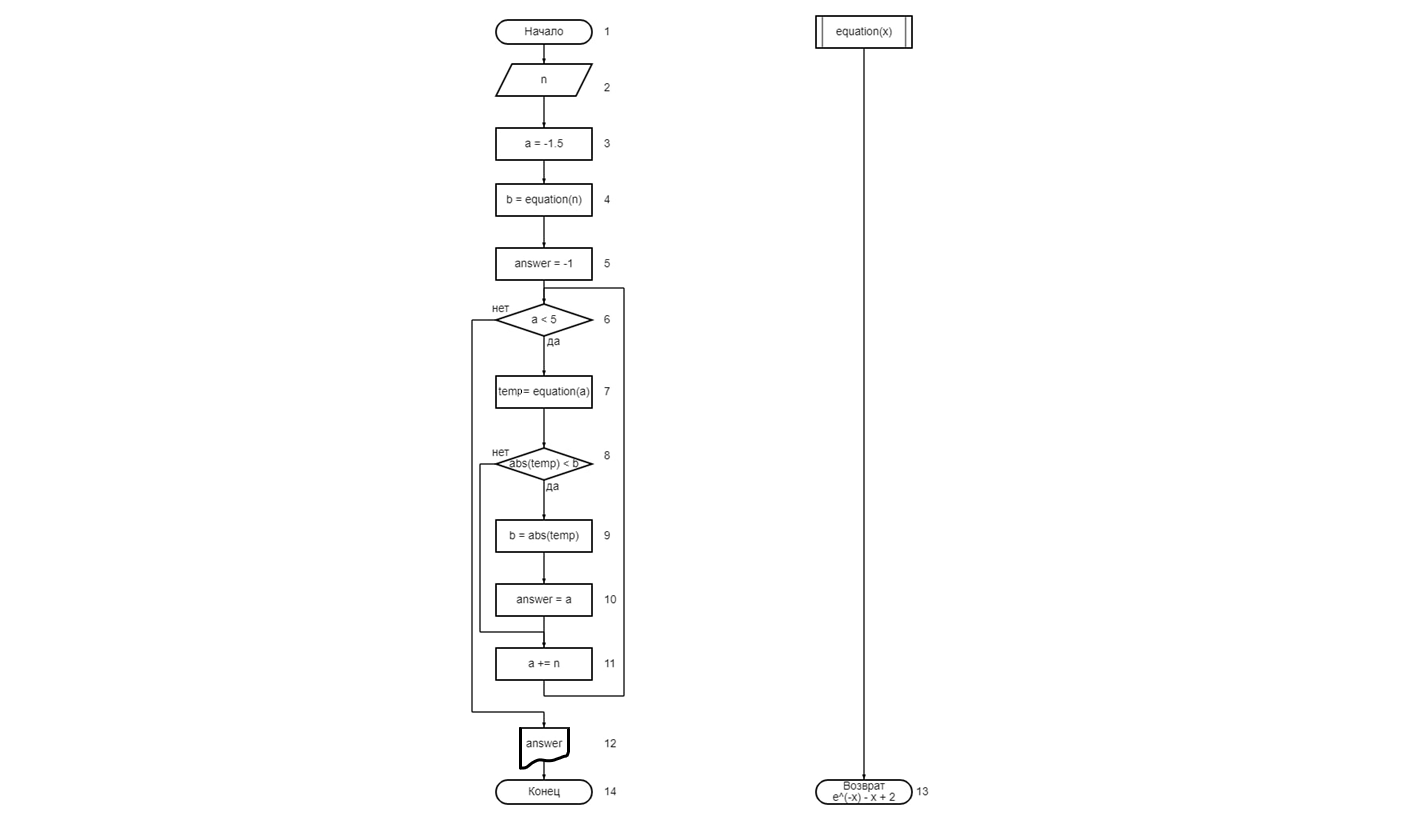 Начало
1
equation(x)
n
2
a = -1.5
3
b = equation(n)
4
answer = -1
5
нет
a < 5
6
да
temp= equation(a)
7
нет
abs(temp) < b
8
да
b = abs(temp)
9
answer = a
10
a += n
11
answer
12
Конец
14
Возврат
e^(-x) - x + 2
13